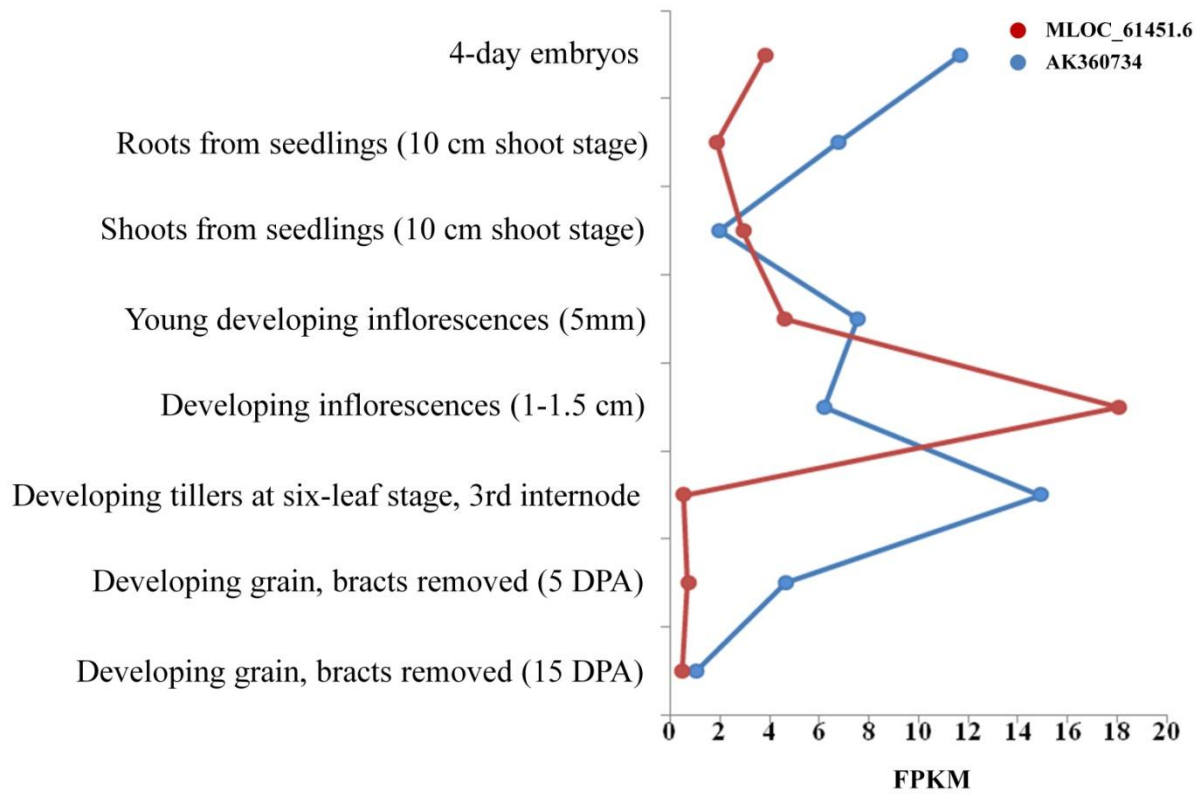 MLOC_61451.6
AK360734
4-day embryos
Roots from seedlings (10 cm shoot stage)
Shoots from seedlings (10 cm shoot stage)
Young developing inflorescences (5mm)
Developing inflorescences (1-1.5 cm)
Developing tillers at six-leaf stage, 3rd internode
Developing grain, bracts removed (5 DPA)
Developing grain, bracts removed (15 DPA)
0 2 4 6 8 10 12 14 16 18 20
FPKM